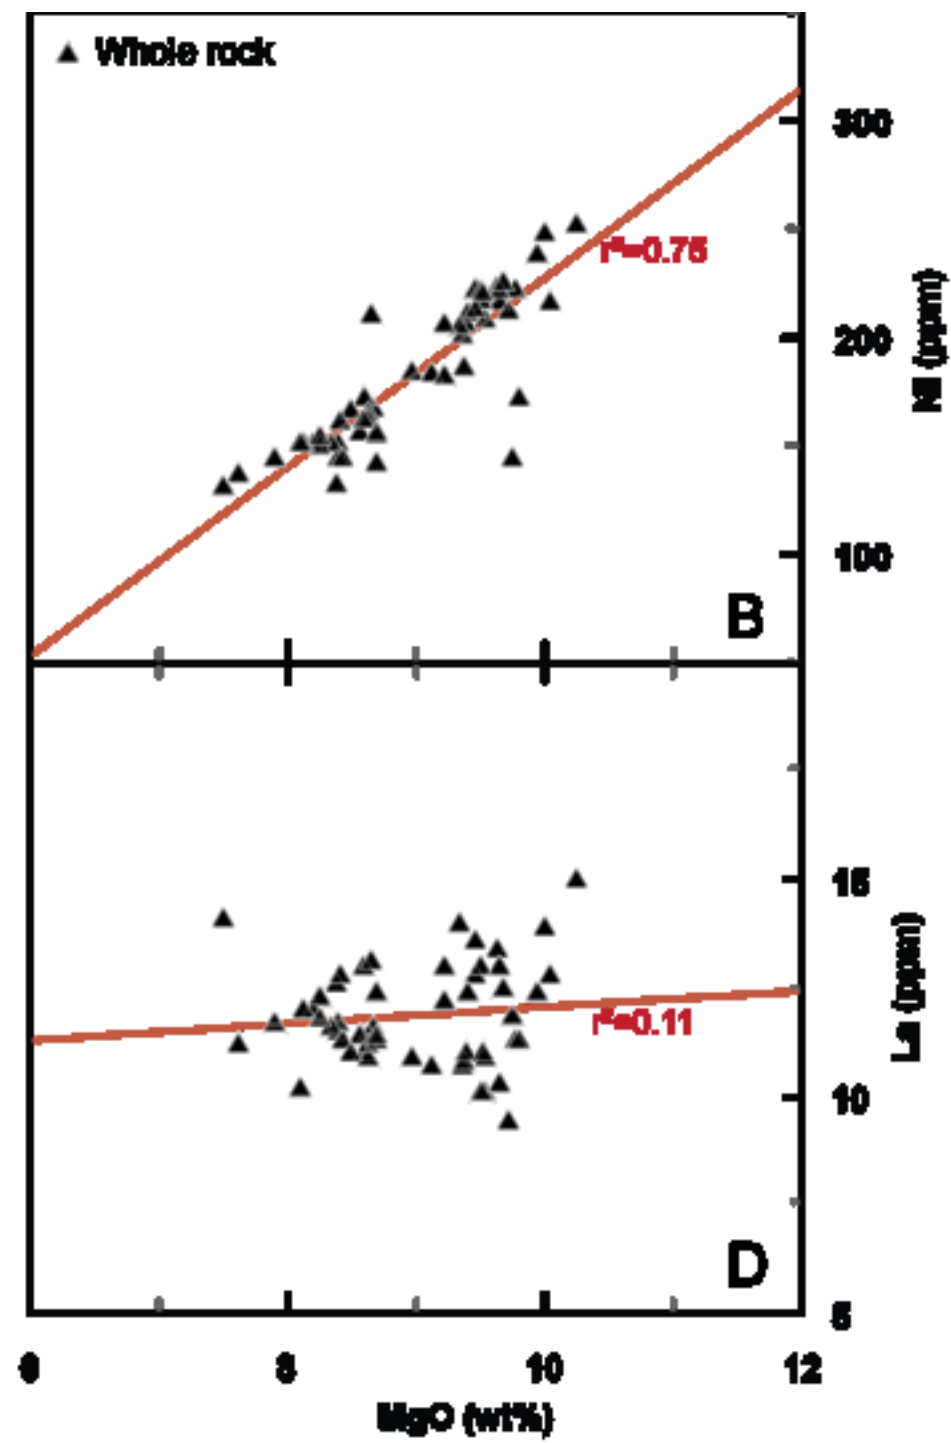 ▲ Whole rock
300
r²=0.75
200
Ni (ppm)
100
B
15
La (ppm)
r²=0.11
10
D
5
6 8 10 12
MgO (wt%)